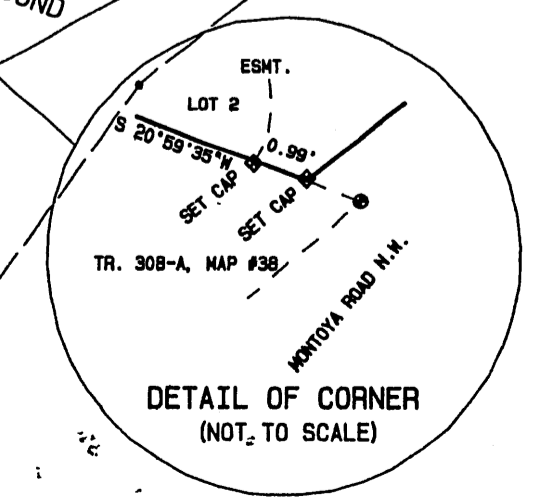 OUND
ESMT.
LOT 2
S 20°59'35"W
0.99'
SET CAP
SET CAP
TR. 308-A, MAP #38
MONTOYA ROAD N.W.
DETAIL OF CORNER
(NOT TO SCALE)